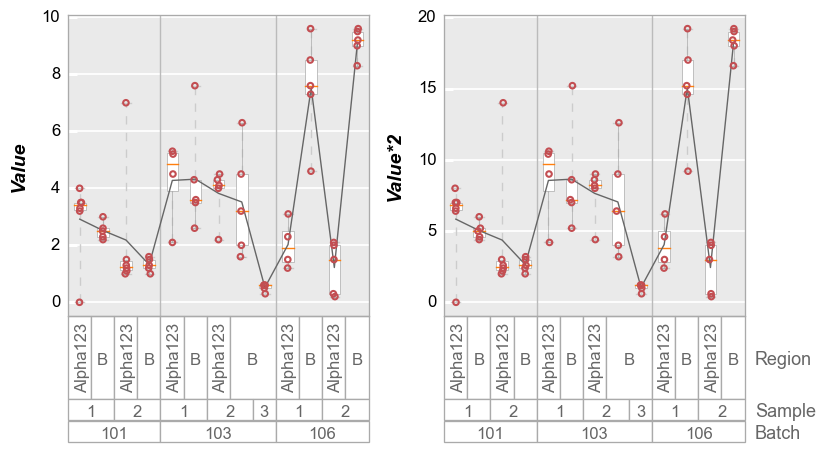 10
8
6
4
2
0
Value
20
15
10
5
0
Value*2
Alpha123 B Alpha123 B Alpha123 B Alpha123 B Alpha123 B Alpha123 B
Alpha123 B Alpha123 B Alpha123 B Alpha123 B Alpha123 B Alpha123 B Region
1 2 1 2 3 1 2
1 2 1 2 3 1 2 Sample
101 103 106
101 103 106 Batch